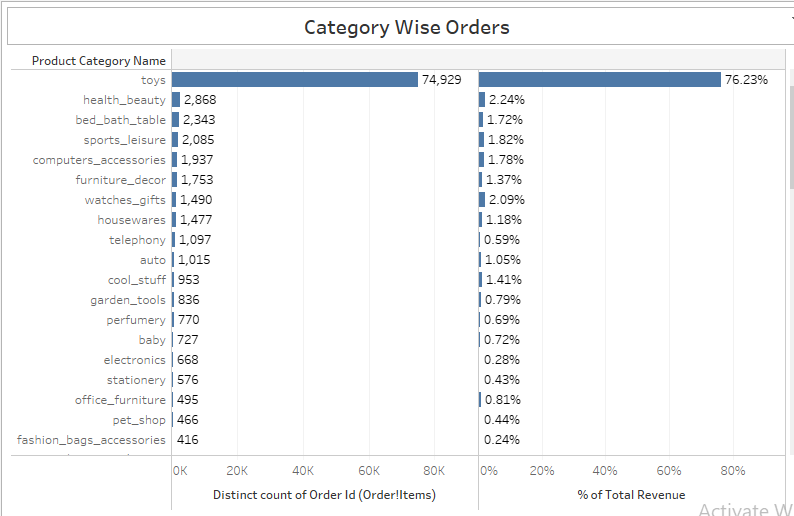 Category Wise Orders
Product Category Name
toys 74,929 76.23%
health_beauty 2,868 2.24%
bed_bath_table 2,343 1.72%
sports_leisure 2,085 1.82%
computers_accessories 1,937 1.78%
furniture_decor 1,753 1.37%
watches_gifts 1,490 2.09%
housewares 1,477 1.18%
telephony 1,097 0.59%
auto 1,015 1.05%
cool_stuff 953 1.41%
garden_tools 836 0.79%
perfumery 770 0.69%
baby 727 0.72%
electronics 668 0.28%
stationery 576 0.43%
office_furniture 495 0.81%
pet_shop 466 0.44%
fashion_bags_accessories 416 0.24%
0K 20K 40K 60K 80K 0% 20% 40% 60% 80%
Distinct count of Order Id (Order!Items) % of Total Revenue
Activate W